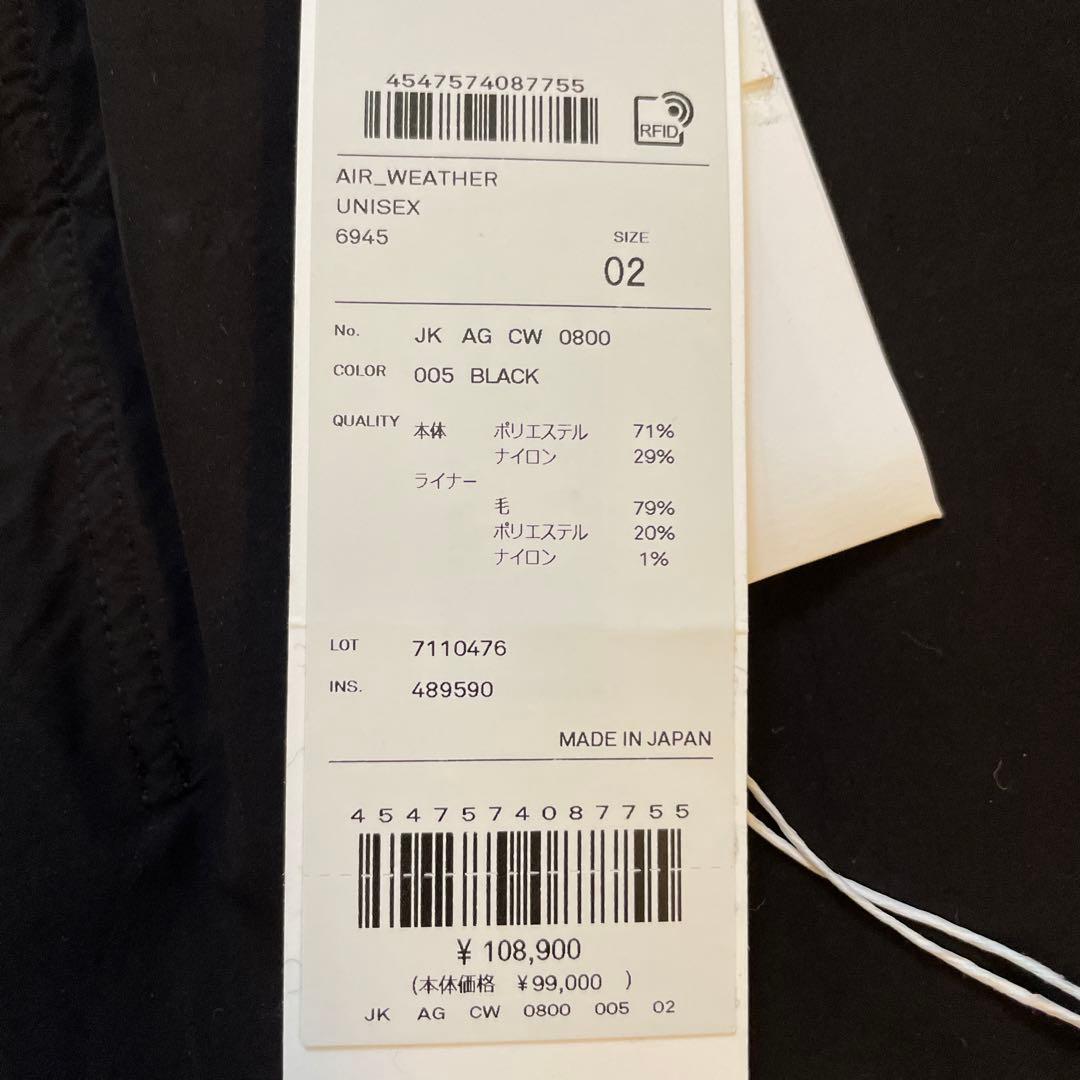 4547574087755
RFID
AIR_WEATHER
UNISEX
6945
SIZE
02
No. JK AG CW 0800
COLOR 005 BLACK
QUALITY 本体 ポリエステル 71%
ナイロン 29%
ライナー
毛 79%
ポリエステル 20%
ナイロン 1%
LOT 7110476
INS. 489590
MADE IN JAPAN
4547574087755
¥ 108,900
(本体価格 ¥99,000 )
JK AG CW 0800 005 02